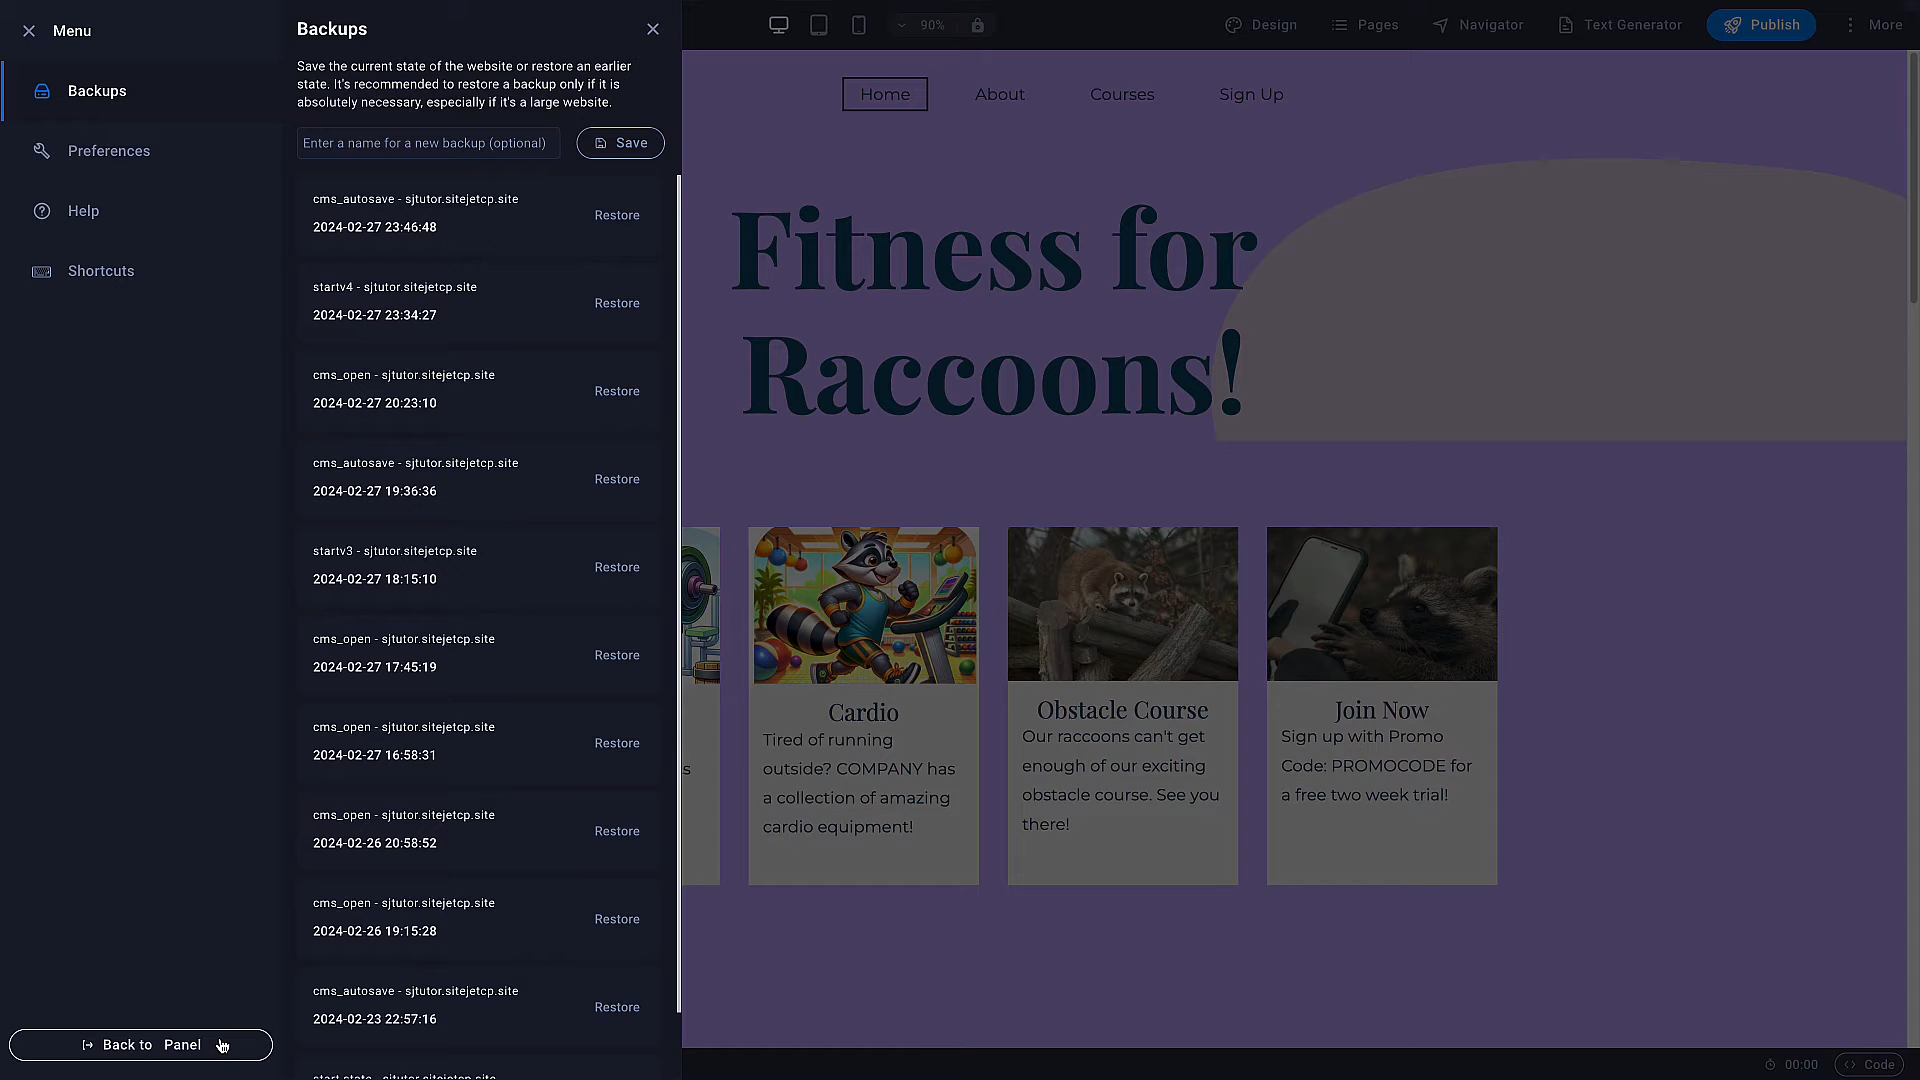 Menu
Backups
Preferences
Help
Shortcuts
Back to Panel
Backups
Save the current state of the website or restore an earlier
state. It's recommended to restore a backup only if it is
absolutely necessary, especially if it's a large website.
Enter a name for a new backup (optional)
Save
cms_autosave - sjtutor.sitejetcp.site
2024-02-27 23:46:48
Restore
startv4 - sjtutor.sitejetcp.site
2024-02-27 23:34:27
Restore
cms_open - sjtutor.sitejetcp.site
2024-02-27 20:23:10
Restore
cms_autosave - sjtutor.sitejetcp.site
2024-02-27 19:36:36
Restore
startv3 - sjtutor.sitejetcp.site
2024-02-27 18:15:10
Restore
cms_open - sjtutor.sitejetcp.site
2024-02-27 17:45:19
Restore
cms_open - sjtutor.sitejetcp.site
2024-02-27 16:58:31
Restore
cms_open - sjtutor.sitejetcp.site
2024-02-26 20:58:52
Restore
cms_open - sjtutor.sitejetcp.site
2024-02-26 19:15:28
Restore
cms_autosave - sjtutor.sitejetcp.site
2024-02-23 22:57:16
Restore
90%
Design
Pages
Navigator
Text Generator
Publish
More
Home
About
Courses
Sign Up
Fitness for
Raccoons!
s
Cardio
Tired of running
outside? COMPANY has
a collection of amazing
cardio equipment!
Obstacle Course
Our raccoons can't get
enough of our exciting
obstacle course. See you
there!
Join Now
Sign up with Promo
Code: PROMOCODE for
a free two week trial!
00:00
Code